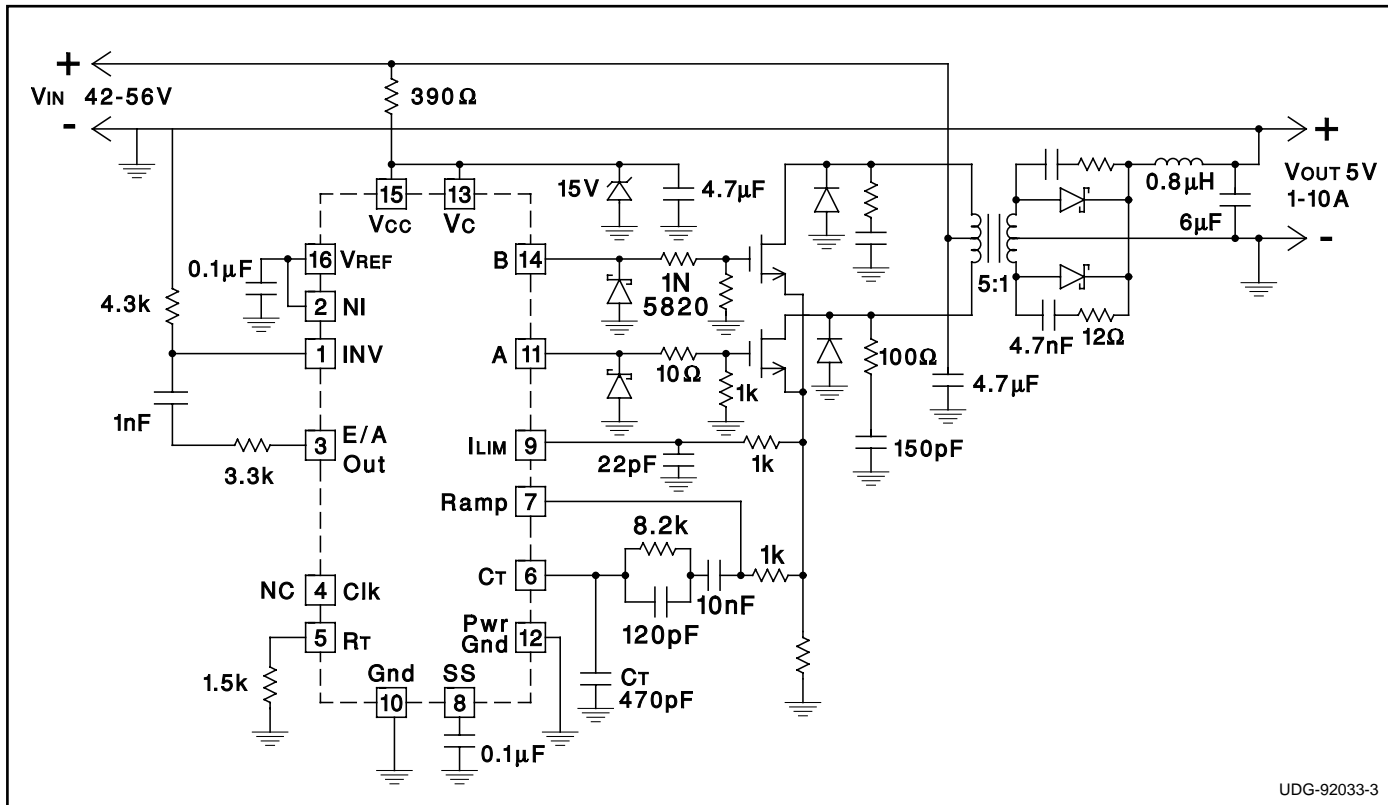 +
VIN 42-56V
-
390Ω
+
VOUT 5V
1-10A
-
15V
4.7µF
0.8µH
6µF
15
VCC
13
VC
0.1µF
16 VREF
B 14
1N
5820
5:1
4.3k
2 NI
1 INV
A 11
10Ω
1k
100Ω
4.7µF
4.7nF
12Ω
1nF
3 E/A
Out
3.3k
ILIM 9
22pF
1k
150pF
Ramp 7
8.2k
1k
CT 6
10nF
120pF
NC 4 Clk
5 RT
Pwr
Gnd 12
1.5k
Gnd
10
SS
8
CT
470pF
0.1µF
UDG-92033-3